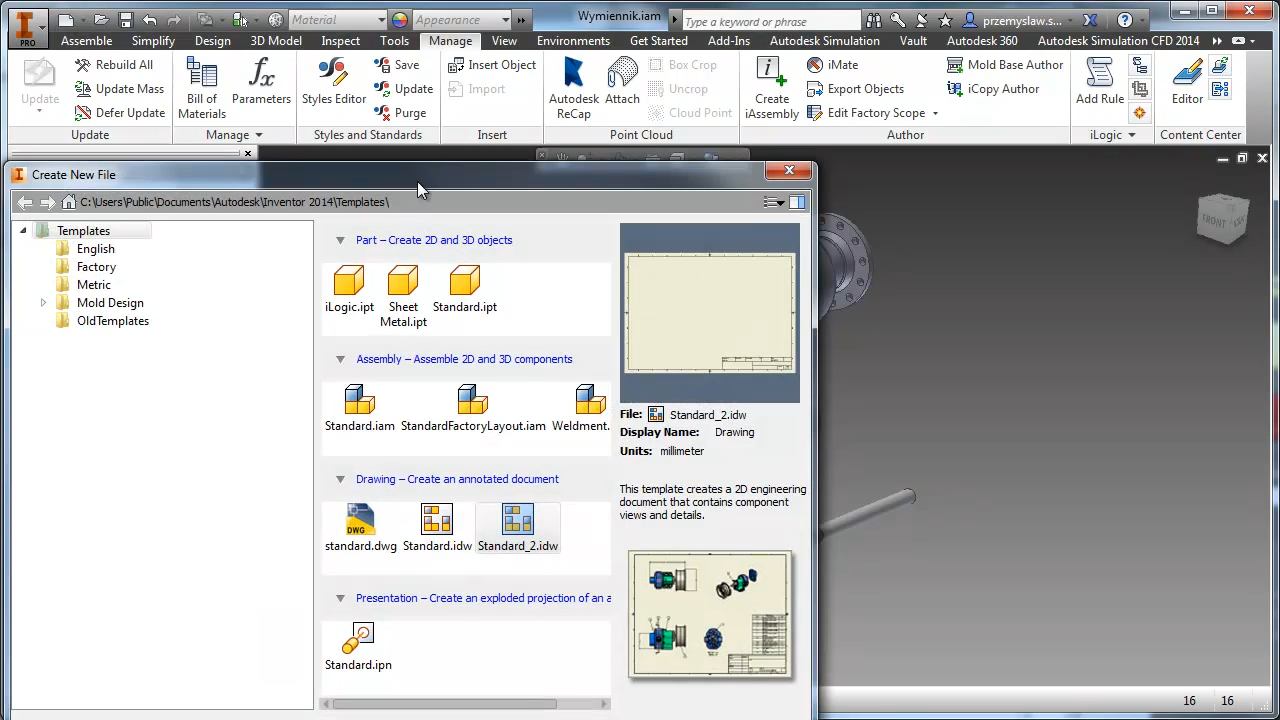 Material
Appearance
Wymiennik.iam
Type a keyword or phrase
przemyslaw.s...
PRO
Assemble Simplify Design 3D Model Inspect Tools Manage View Environments Get Started Add-Ins Autodesk Simulation Vault Autodesk 360 Autodesk Simulation CFD 2014
Update
Rebuild All
Update Mass
Defer Update
Bill of
Materials
Parameters
Styles Editor
Save
Update
Purge
Insert Object
Import
Autodesk
ReCap
Attach
Box Crop
Uncrop
Cloud Point
Create
iAssembly
iMate
Export Objects
Edit Factory Scope
Mold Base Author
iCopy Author
Add Rule
Editor
Update Manage Styles and Standards Insert Point Cloud Author iLogic Content Center
Create New File
C:\Users\Public\Documents\Autodesk\Inventor 2014\Templates\
Templates
English
Factory
Metric
Mold Design
OldTemplates
Part – Create 2D and 3D objects
iLogic.ipt
Sheet
Metal.ipt
Standard.ipt
Assembly – Assemble 2D and 3D components
Standard.iam
StandardFactoryLayout.iam
Weldment.
Drawing – Create an annotated document
DWG
standard.dwg
Standard.idw
Standard_2.idw
Presentation – Create an exploded projection of an a
Standard.ipn
File: Standard_2.idw
Display Name: Drawing
Units: millimeter
This template creates a 2D engineering
document that contains component
views and details.
FRONT
16 16